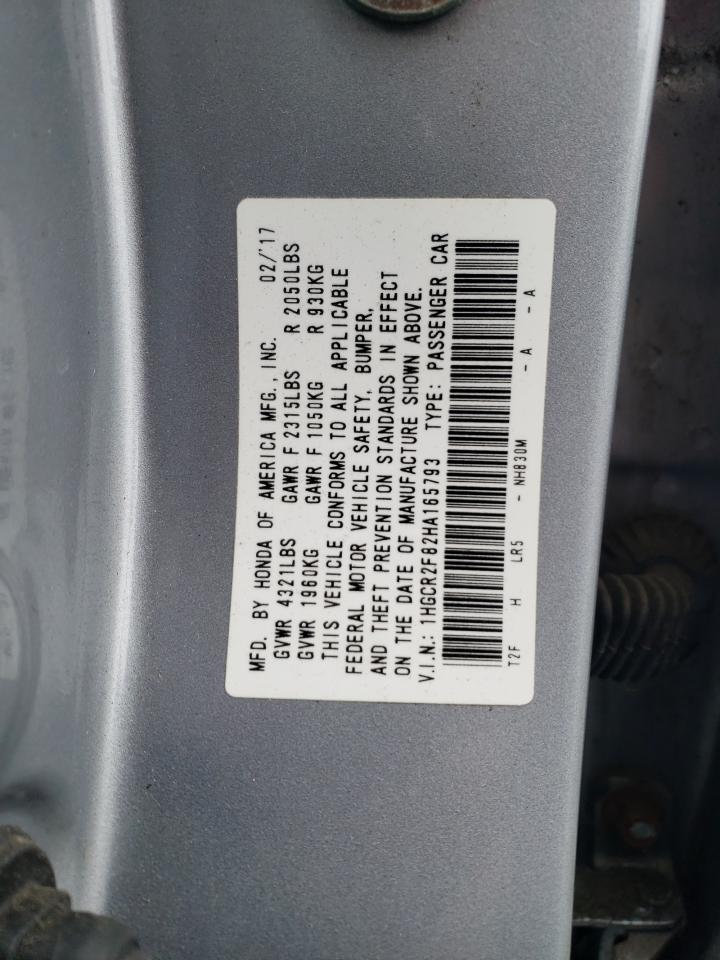 MFD. BY HONDA OF AMERICA MFG., INC. 02/'17
GVWR 4321LBS GAWR F 2315LBS R 2050LBS
GVWR 1960KG GAWR F 1050KG R 930KG
THIS VEHICLE CONFORMS TO ALL APPLICABLE
FEDERAL MOTOR VEHICLE SAFETY, BUMPER,
AND THEFT PREVENTION STANDARDS IN EFFECT
ON THE DATE OF MANUFACTURE SHOWN ABOVE.
V.I.N.: 1HGCR2F82HA165793 TYPE: PASSENGER CAR
T2F H LR5 - NH830M - A - A